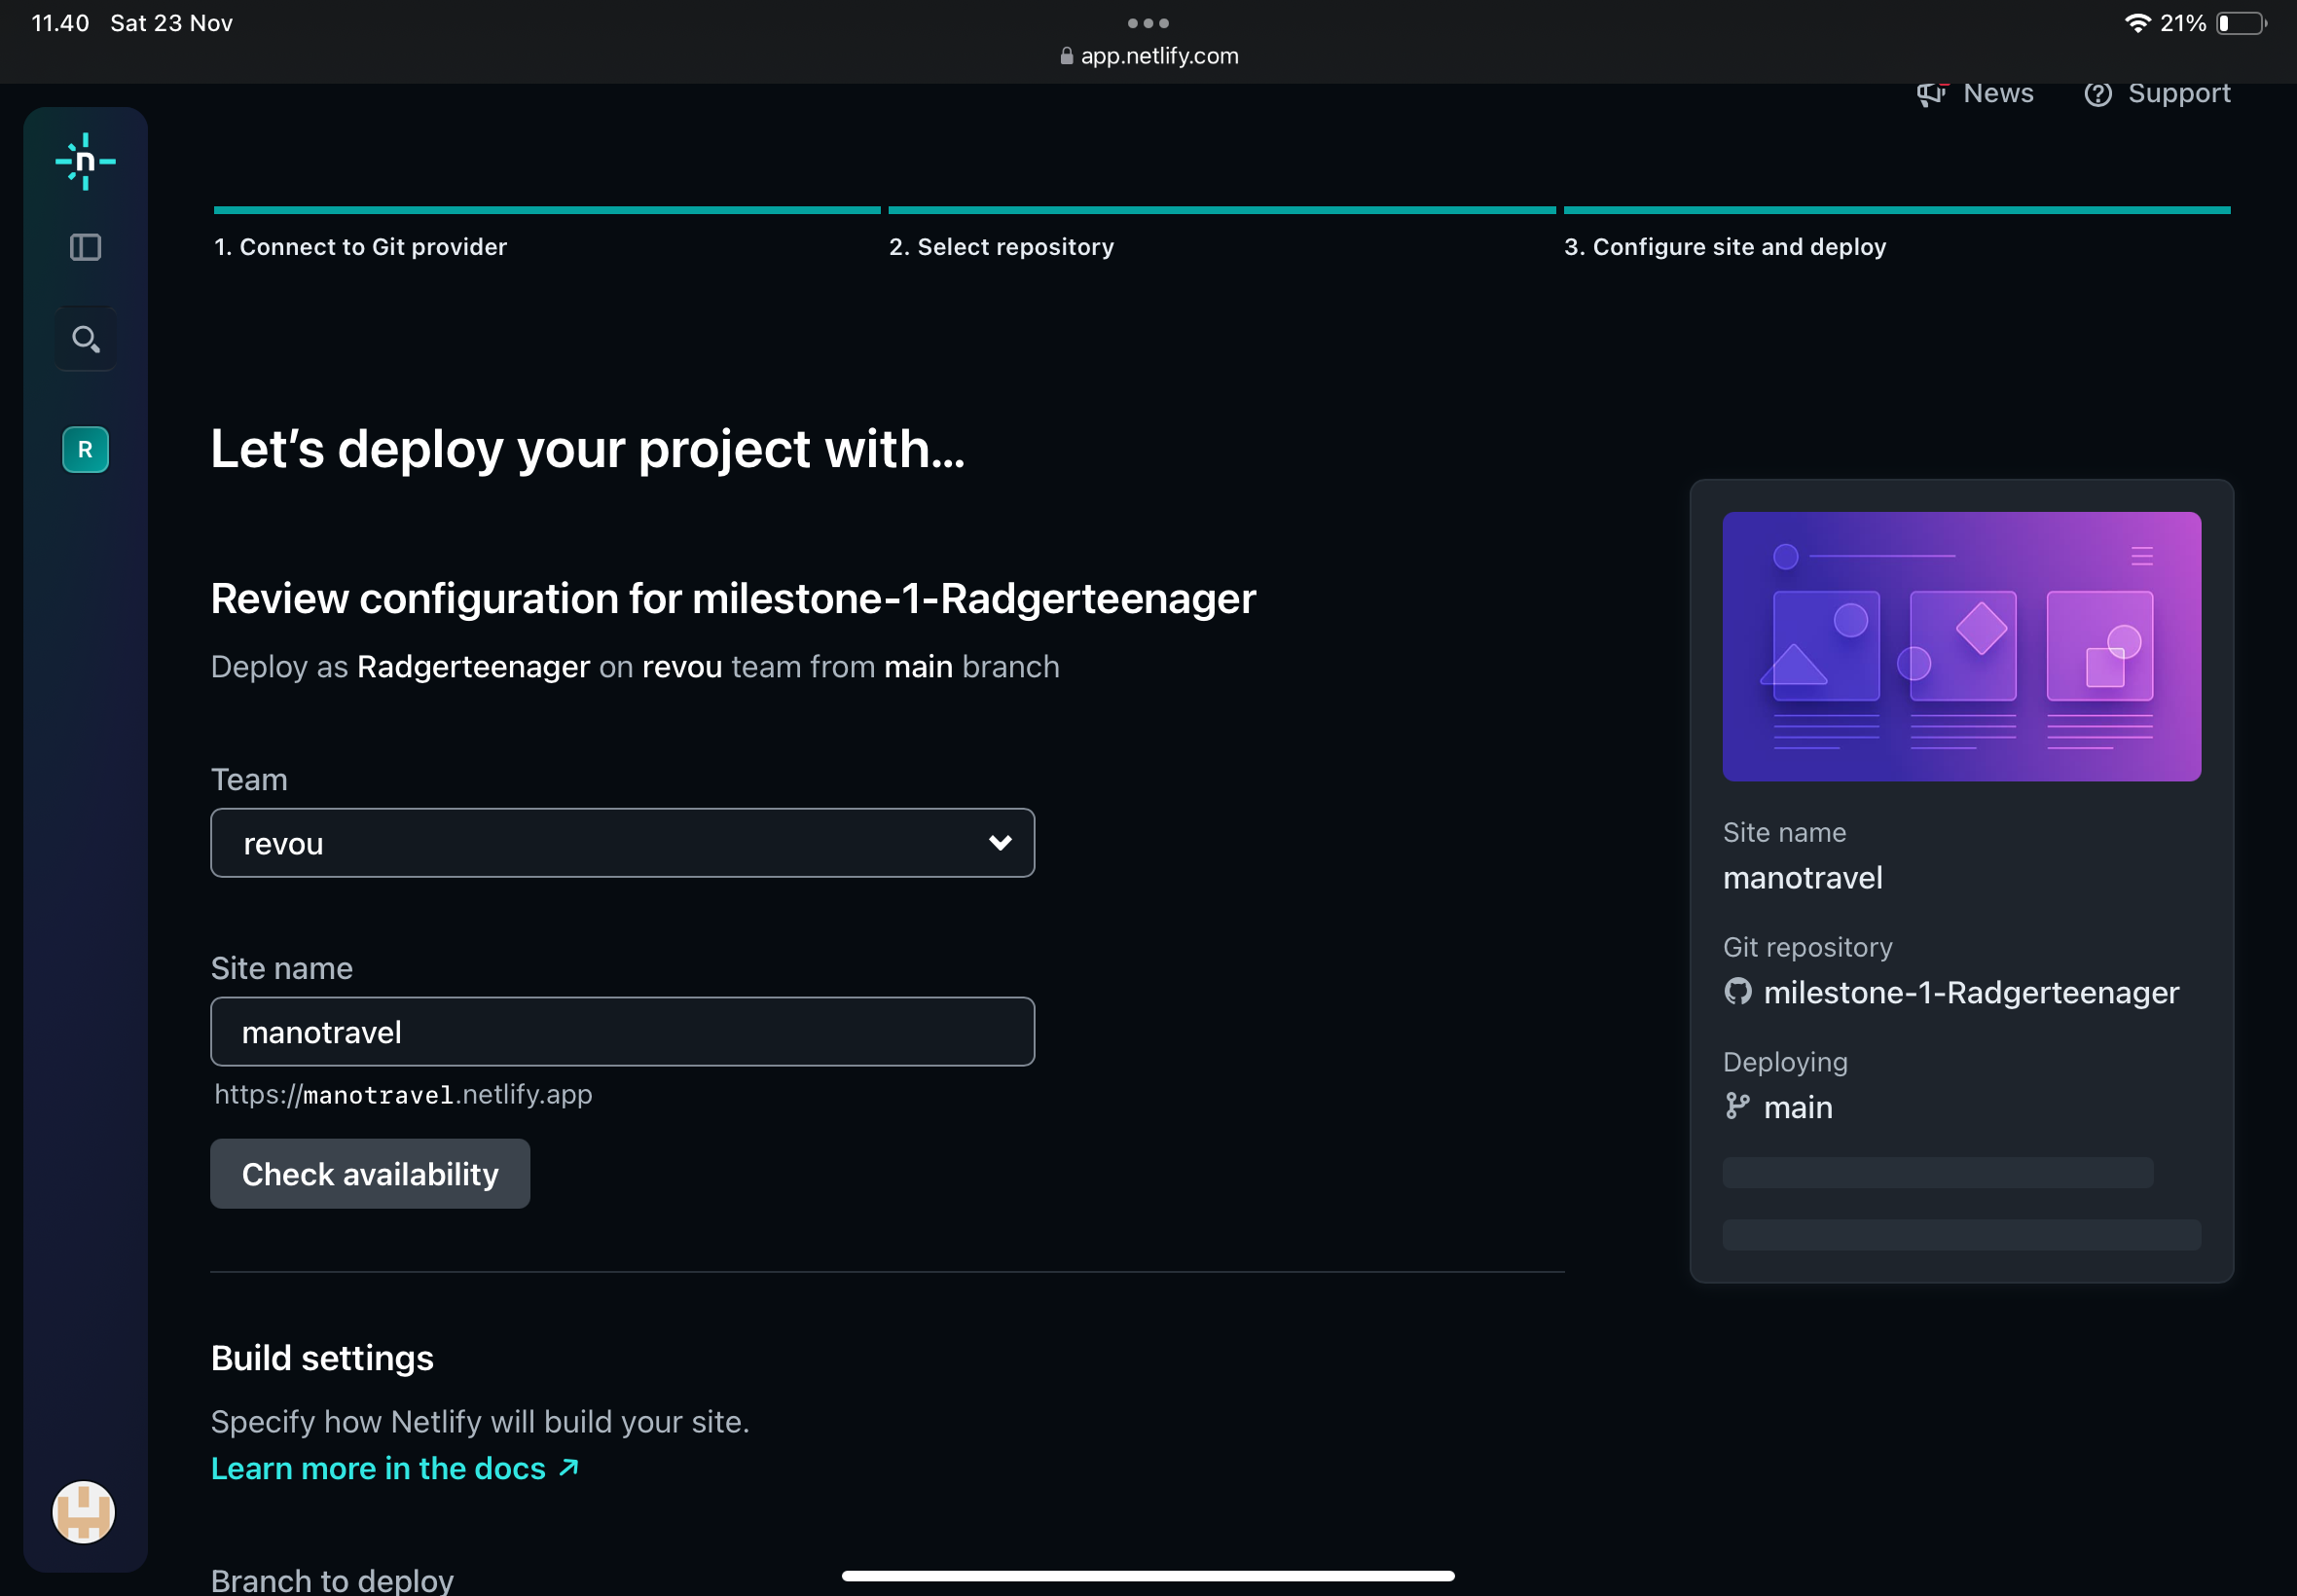 11.40 Sat 23 Nov
21%
app.netlify.com
News
Support
n
1. Connect to Git provider
2. Select repository
3. Configure site and deploy
R
Let’s deploy your project with…
Review configuration for milestone-1-Radgerteenager
Deploy as Radgerteenager on revou team from main branch
Team
revou
Site name
manotravel
https://manotravel.netlify.app
Check availability
Build settings
Specify how Netlify will build your site.
Learn more in the docs
Branch to deploy
Site name
manotravel
Git repository
milestone-1-Radgerteenager
Deploying
main